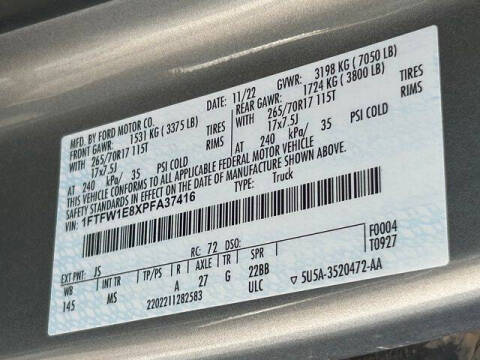 MFD. BY FORD MOTOR CO.
DATE: 11/22 GVWR: 3198 KG ( 7050 LB)
FRONT GAWR: 1531 KG ( 3375 LB) REAR GAWR: 1724 KG ( 3800 LB)
WITH 265/70R17 115T TIRES WITH 265/70R17 115T TIRES
17x7.5J RIMS 17x7.5J RIMS
AT 240 kPa/ 35 PSI COLD AT 240 kPa/ 35 PSI COLD
THIS VEHICLE CONFORMS TO ALL APPLICABLE FEDERAL MOTOR VEHICLE
SAFETY STANDARDS IN EFFECT ON THE DATE OF MANUFACTURE SHOWN ABOVE.
VIN: 1FTFW1E8XPFA37416 TYPE: Truck
F0004
T0927
EXT PNT: JS RC: 72 DSO:
WB INT TR TP/PS R AXLE TR SPR
145 MS A 27 G 22BB
2202211282583 ULC
5U5A-3520472-AA